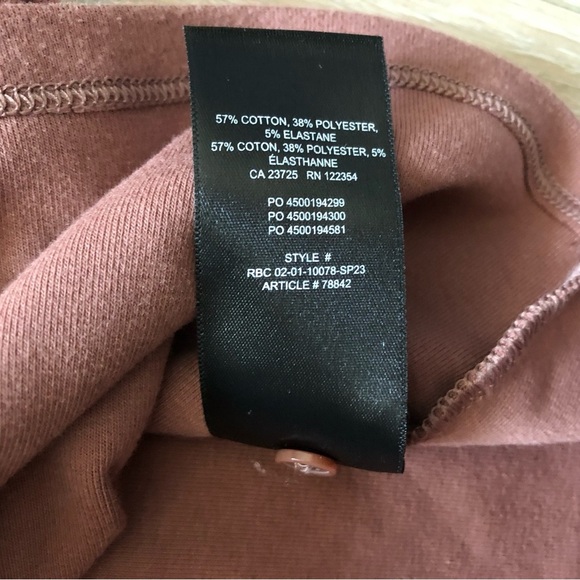 57% COTTON, 38% POLYESTER,
5% ELASTANE
57% COTON, 38% POLYESTER, 5%
ÉLASTHANNE
CA 23725 RN 122354
PO 4500194299
PO 4500194300
PO 4500194581
STYLE #
RBC 02-01-10078-SP23
ARTICLE # 78842